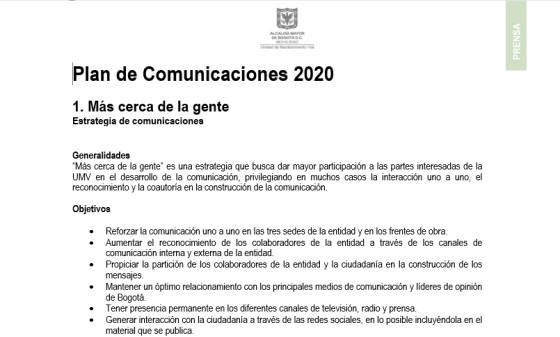 ALCALDÍA MAYOR
DE BOGOTÁ D.C.
MOVILIDAD
Unidad de Mantenimiento Vial
PRENSA
Plan de Comunicaciones 2020
1. Más cerca de la gente
Estrategia de comunicaciones
Generalidades
"Más cerca de la gente" es una estrategia que busca dar mayor participación a las partes interesadas de la
UMV en el desarrollo de la comunicación, privilegiando en muchos casos la interacción uno a uno, el
reconocimiento y la coautoría en la construcción de la comunicación.
Objetivos
• Reforzar la comunicación uno a uno en las tres sedes de la entidad y en los frentes de obra.
• Aumentar el reconocimiento de los colaboradores de la entidad a través de los canales de
comunicación interna y externa de la entidad.
• Propiciar la partición de los colaboradores de la entidad y la ciudadanía en la construcción de los
mensajes.
• Mantener un óptimo relacionamiento con los principales medios de comunicación y líderes de opinión
de Bogotá.
• Tener presencia permanente en los diferentes canales de televisión, radio y prensa.
• Generar interacción con la ciudadanía a través de las redes sociales, en lo posible incluyéndola en el
material que se publica.